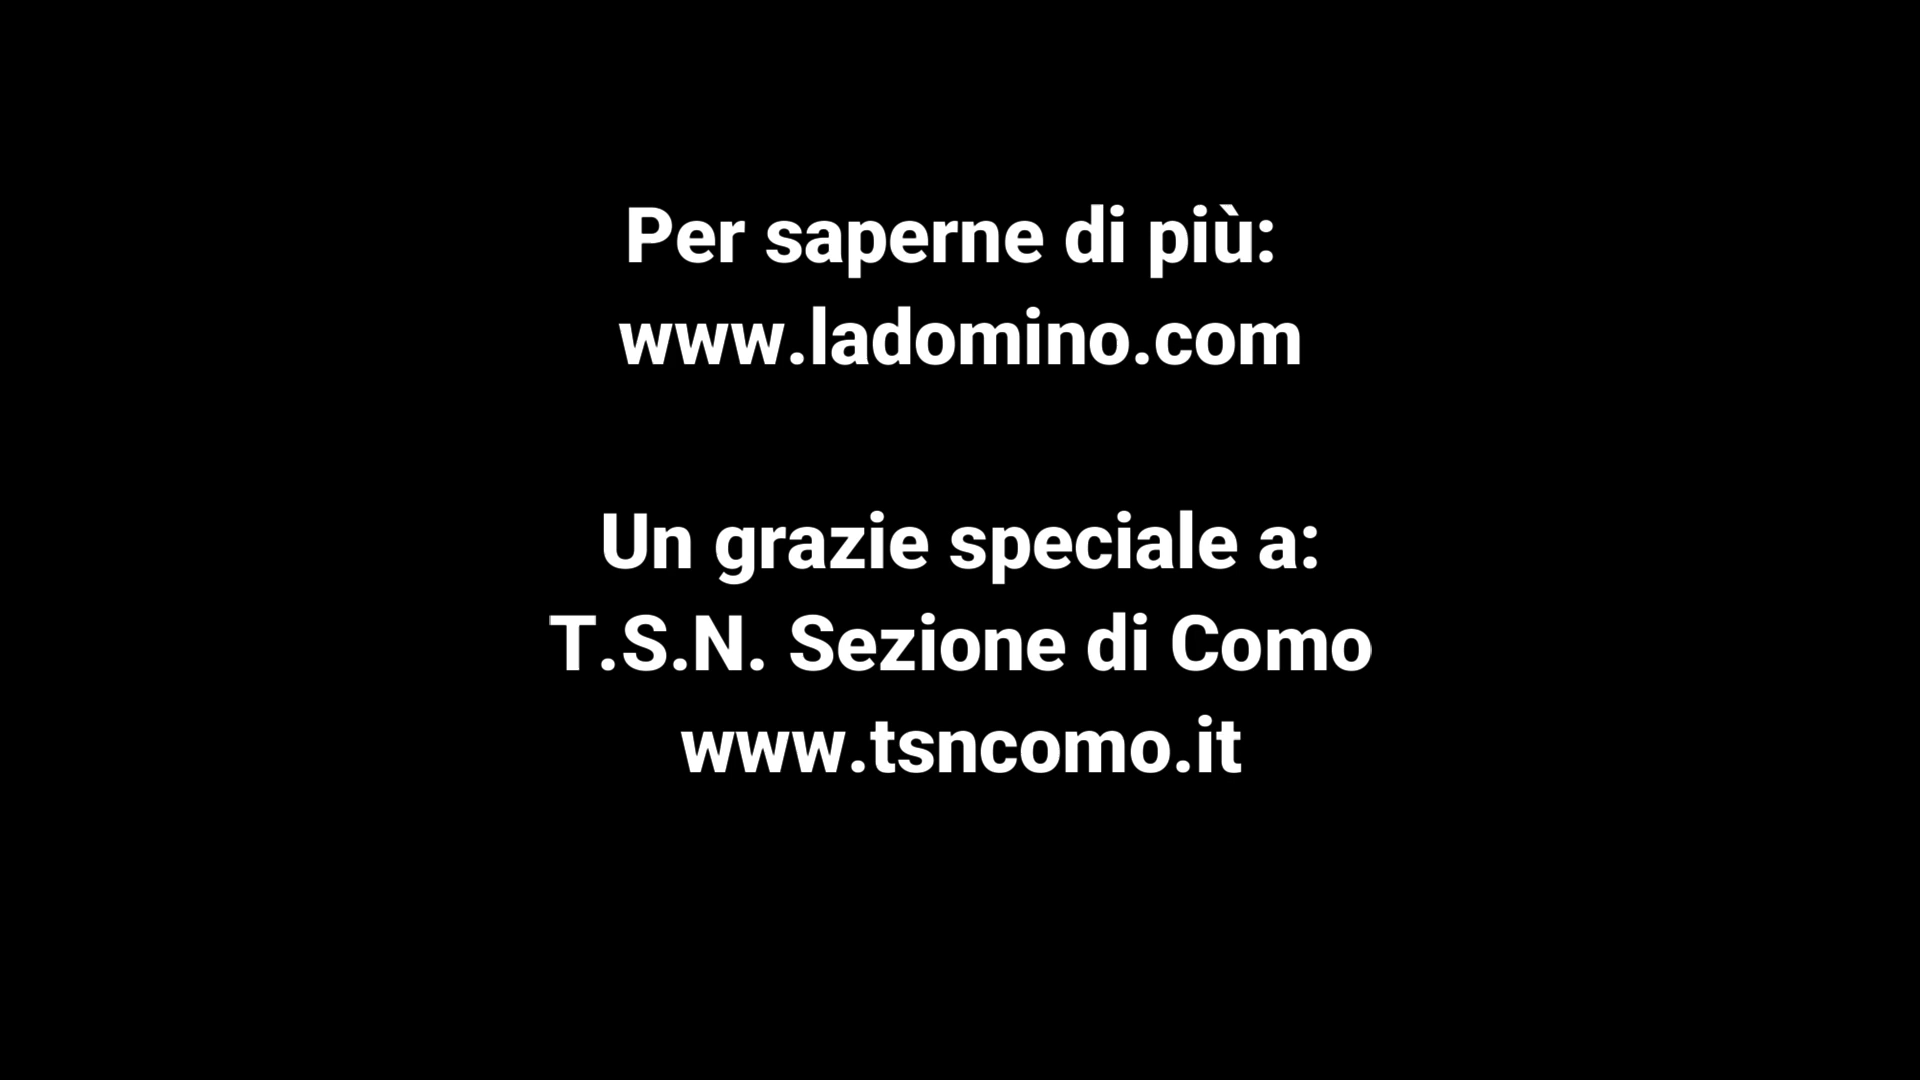 Per saperne di più:
www.ladomino.com
Un grazie speciale a:
T.S.N. Sezione di Como
www.tsncomo.it